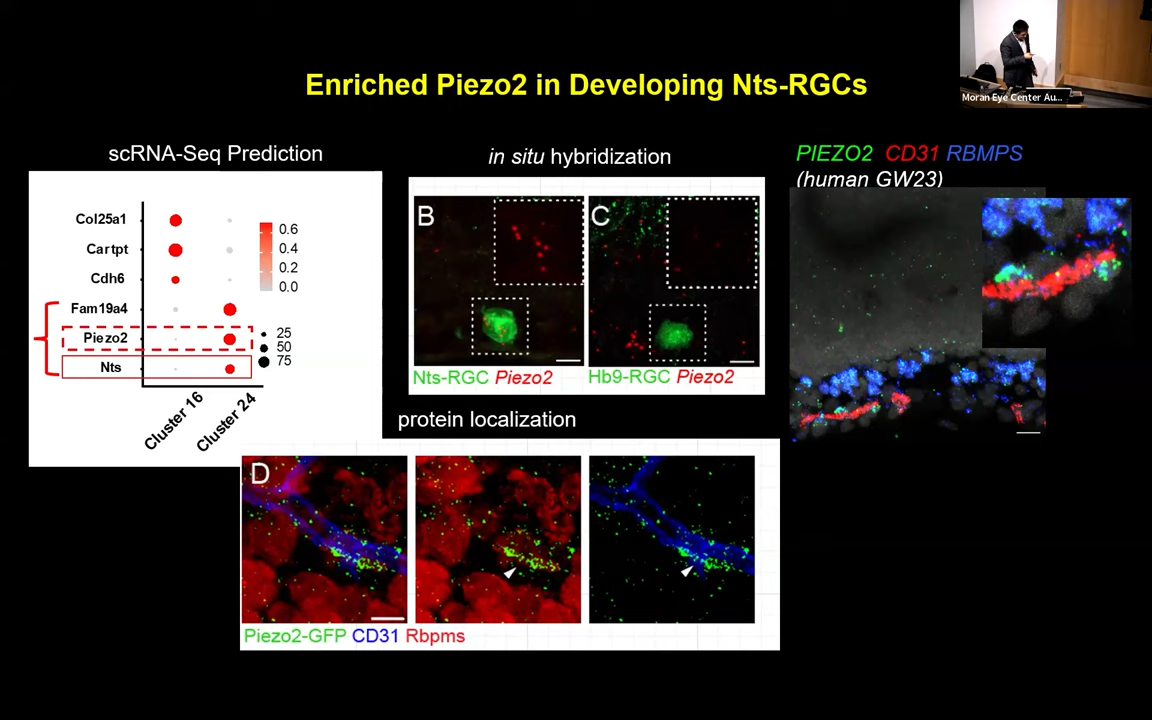 Enriched Piezo2 in Developing Nts-RGCs
Moran Eye Center Au...
scRNA-Seq Prediction
in situ hybridization
PIEZO2 CD31 RBMPS
(human GW23)
Col25a1
Cartpt
Cdh6
Fam19a4
Piezo2
Nts
0.6
0.4
0.2
0.0
25
50
75
Cluster 16
Cluster 24
B
C
Nts-RGC Piezo2
Hb9-RGC Piezo2
protein localization
D
Piezo2-GFP CD31 Rbpms